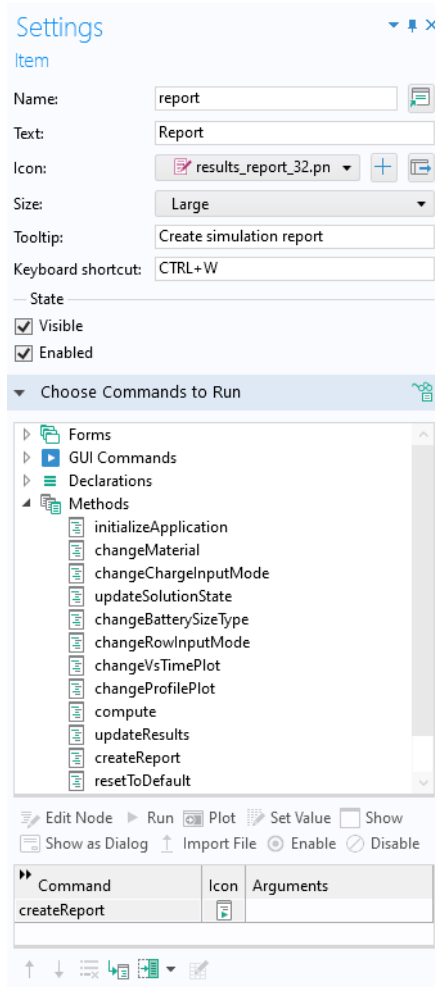 Settings
Item
Name: report
Text: Report
Icon: results_report_32.pn
Size: Large
Tooltip: Create simulation report
Keyboard shortcut: CTRL+W
State
Visible
Enabled
Choose Commands to Run
Forms
GUI Commands
Declarations
Methods
initializeApplication
changeMaterial
changeChargeInputMode
updateSolutionState
changeBatterySizeType
changeRowInputMode
changeVsTimePlot
changeProfilePlot
compute
updateResults
createReport
resetToDefault
Edit Node Run Plot Set Value Show
Show as Dialog Import File Enable Disable
Command Icon Arguments
createReport